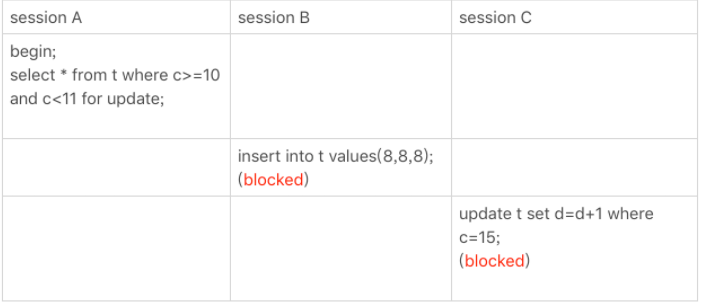 session A
session B
session C
begin;
select * from t where c>=10
and c<11 for update;
insert into t values(8,8,8);
(blocked)
update t set d=d+1 where
c=15;
(blocked)